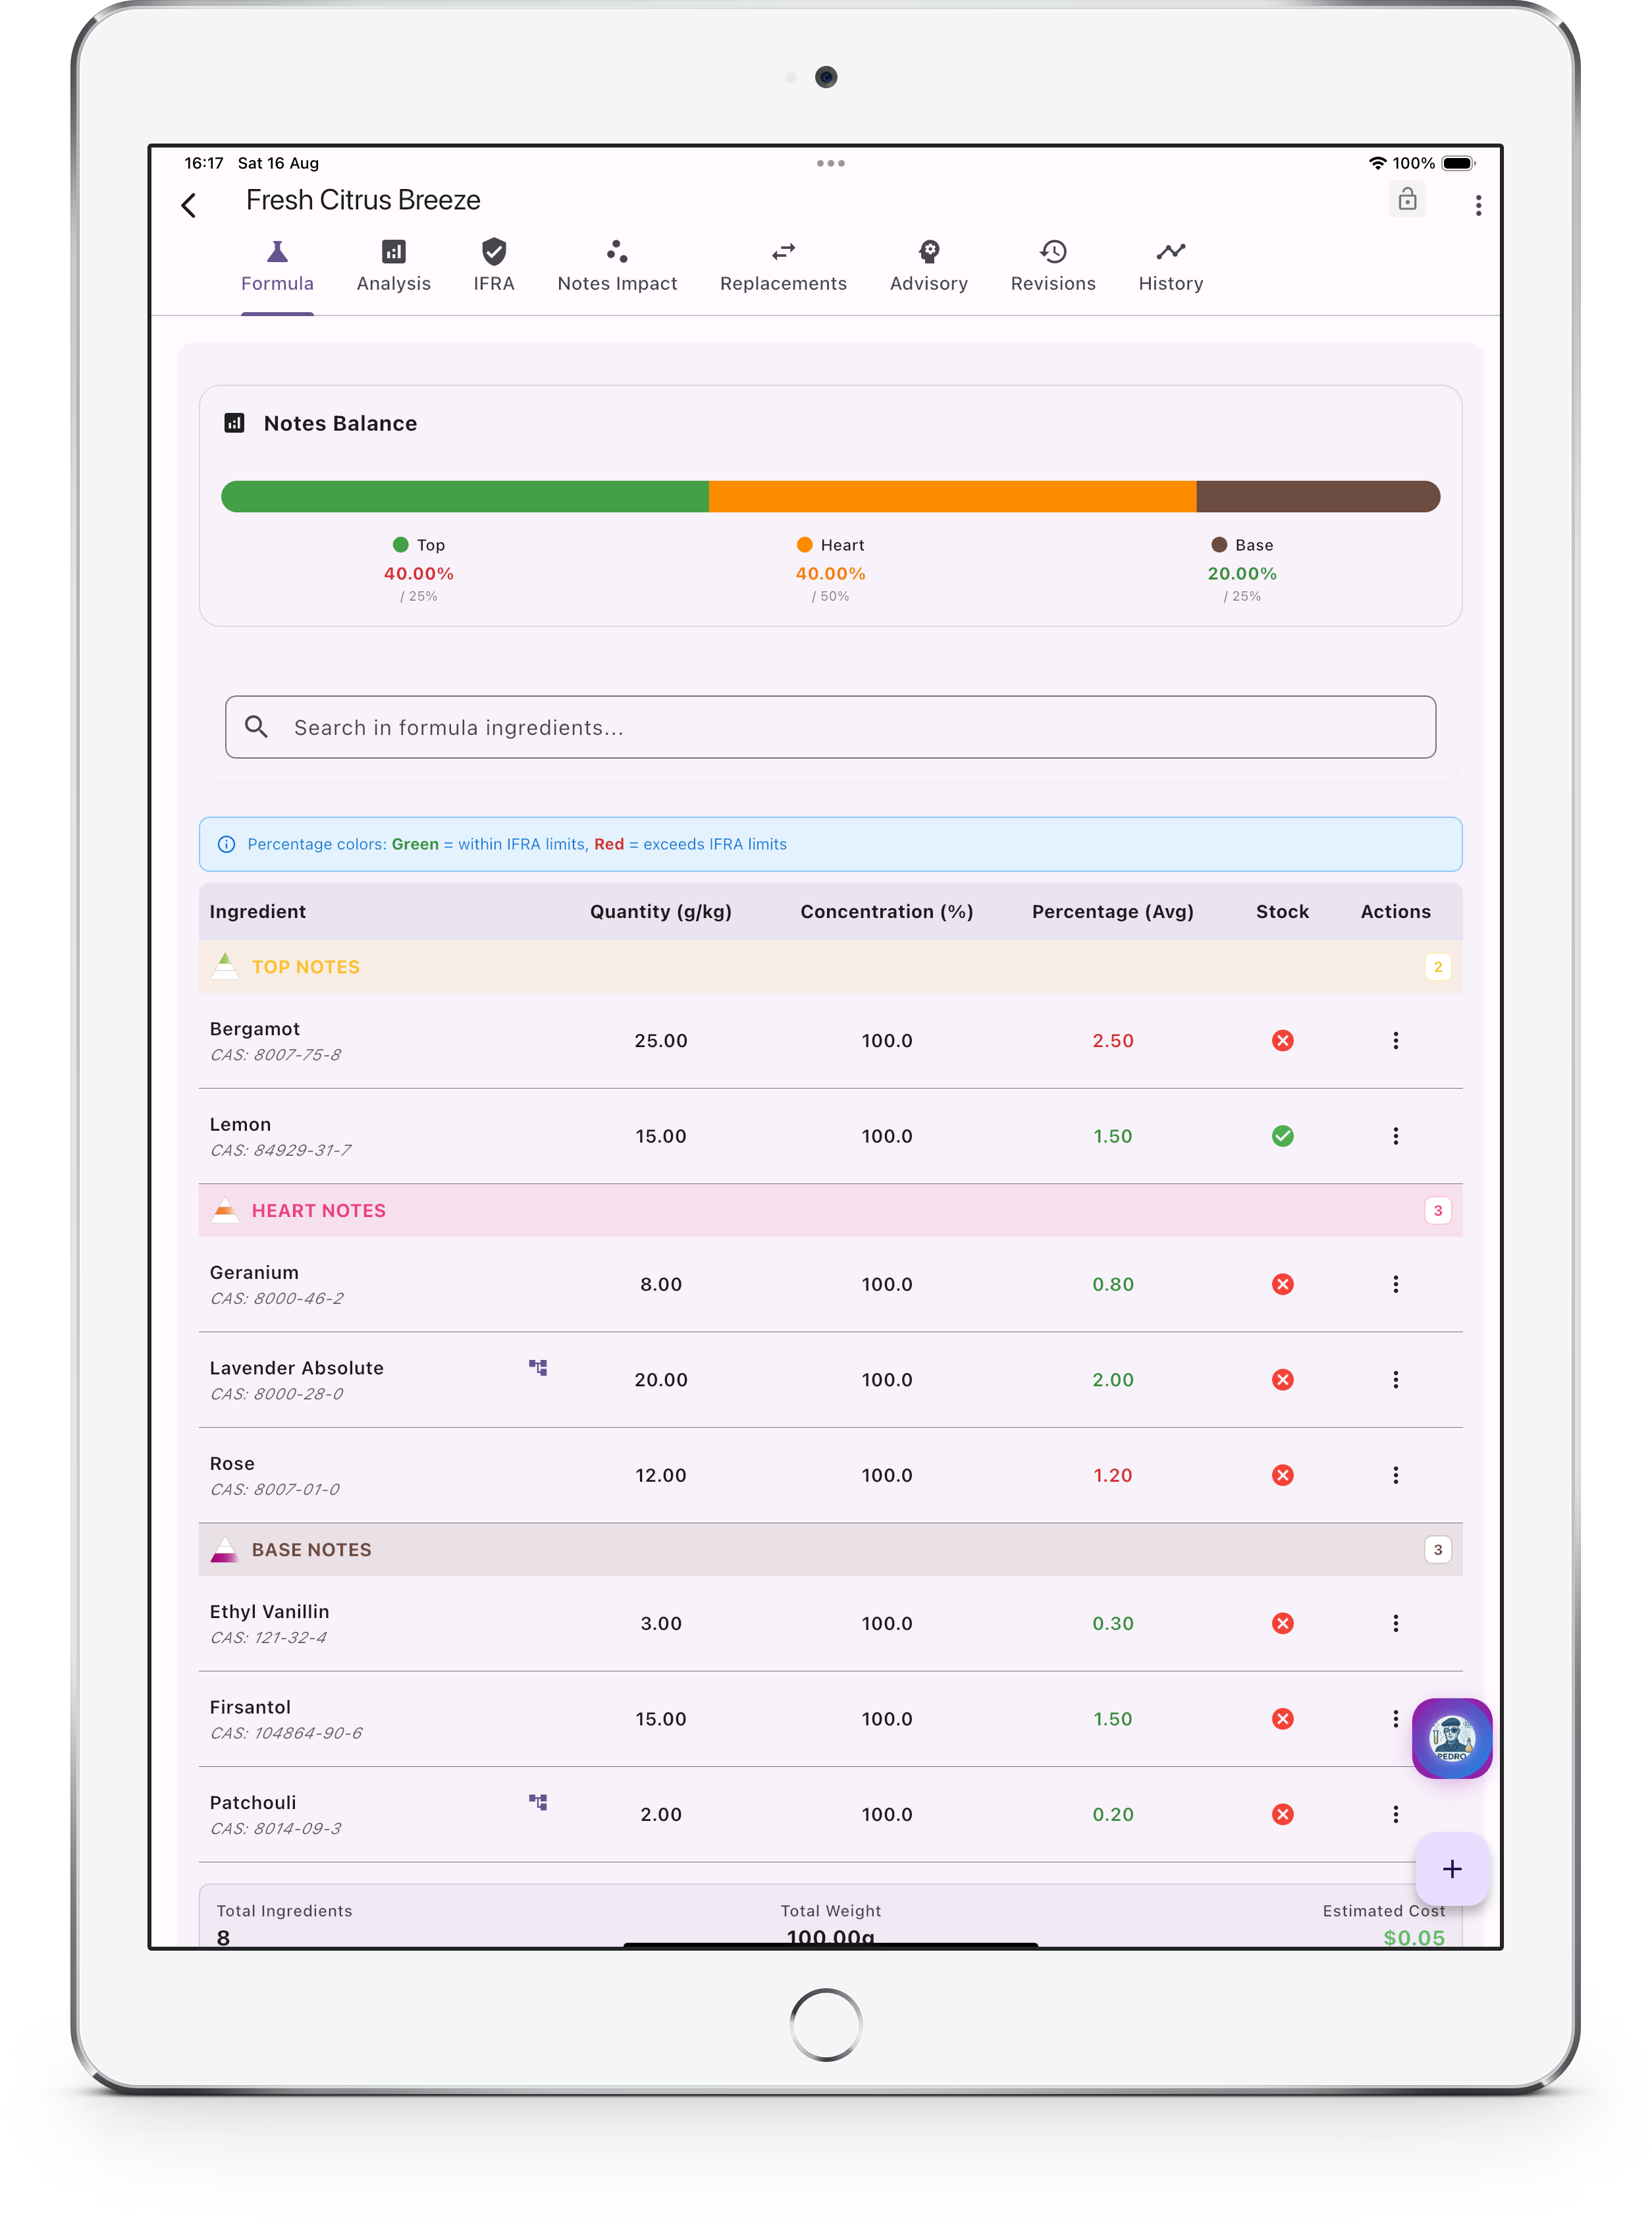 16:17 Sat 16 Aug 100%
Fresh Citrus Breeze
Formula Analysis IFRA Notes Impact Replacements Advisory Revisions History
Notes Balance
Top Heart Base
40.00% 40.00% 20.00%
/ 25% / 50% / 25%
Search in formula ingredients...
Percentage colors: Green = within IFRA limits, Red = exceeds IFRA limits
Ingredient Quantity (g/kg) Concentration (%) Percentage (Avg) Stock Actions
TOP NOTES 2
Bergamot 25.00 100.0 2.50
CAS: 8007-75-8
Lemon 15.00 100.0 1.50
CAS: 84929-31-7
HEART NOTES 3
Geranium 8.00 100.0 0.80
CAS: 8000-46-2
Lavender Absolute 20.00 100.0 2.00
CAS: 8000-28-0
Rose 12.00 100.0 1.20
CAS: 8007-01-0
BASE NOTES 3
Ethyl Vanillin 3.00 100.0 0.30
CAS: 121-32-4
Firsantol 15.00 100.0 1.50
CAS: 104864-90-6
PEDRO
Patchouli 2.00 100.0 0.20
CAS: 8014-09-3
Total Ingredients Total Weight Estimated Cost
8 100.00g $0.05